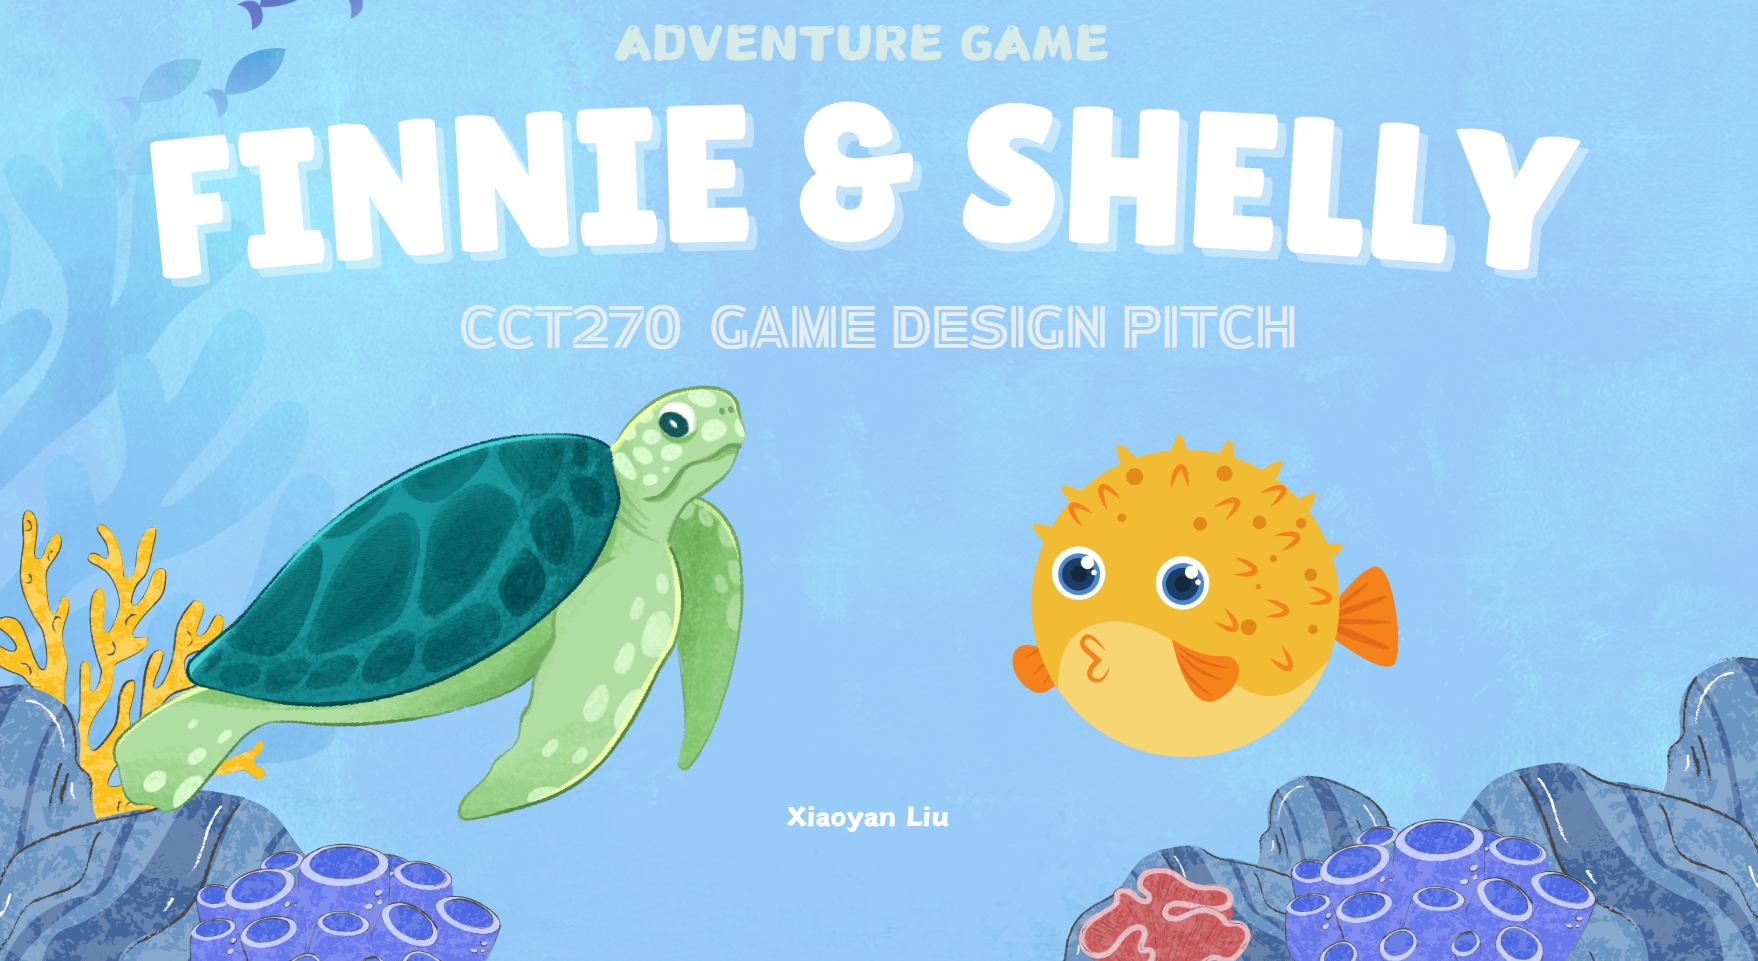 ADVENTURE GAME
FINNIE & SHELLY
CCT270 GAME DESIGN PITCH
Xiaoyan Liu